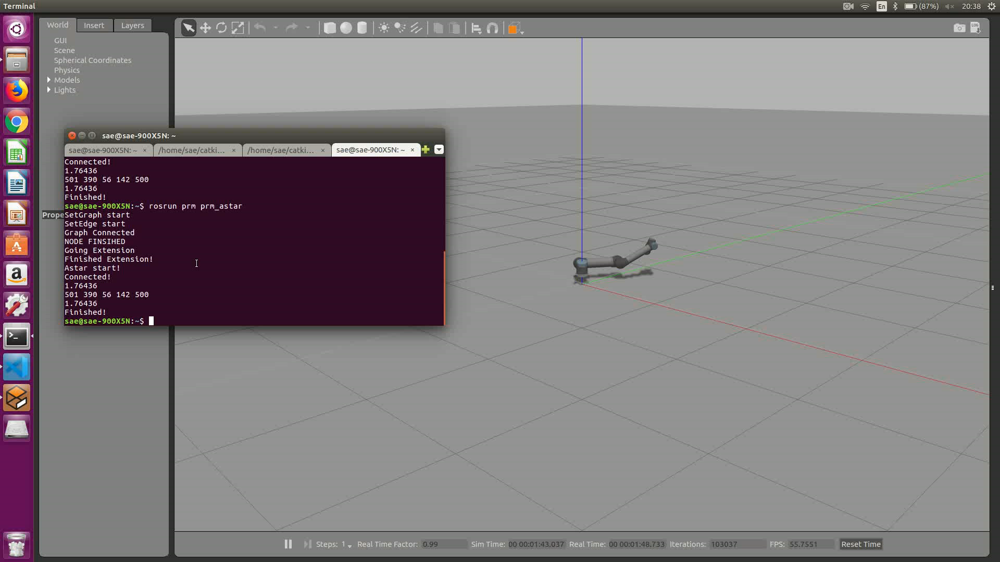 Terminal
En
(87%)
20:38
World
Insert
Layers
LOG
GUI
Scene
Spherical Coordinates
Physics
Models
Lights
Prope
sae@sae-900X5N: ~
sae@sae-900X5N: ~ ×
/home/sae/catki... ×
/home/sae/catki... ×
sae@sae-900X5N: ~ ×
Connected!
1.76436
501 390 56 142 500
1.76436
Finished!
sae@sae-900X5N:~$ rosrun prm prm_astar
SetGraph start
SetEdge start
Graph Connected
NODE FINSIHED
Going Extension
Finished Extension!
Astar start!
Connected!
1.76436
501 390 56 142 500
1.76436
Finished!
sae@sae-900X5N:~$
Steps: 1 Real Time Factor: 0.99 Sim Time: 00 00:01:43.037 Real Time: 00 00:01:48.733 Iterations: 103037 FPS: 55.7551 Reset Time